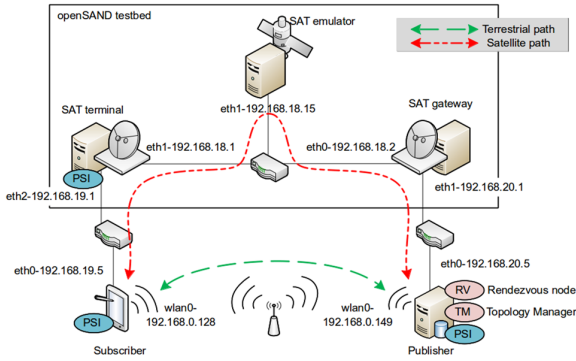 openSAND testbed
SAT emulator
Terrestrial path
Satellite path
eth1-192.168.18.15
SAT terminal
SAT gateway
eth1-192.168.18.1
eth0-192.168.18.2
PSI
eth2-192.168.19.1
eth1-192.168.20.1
eth0-192.168.19.5
eth0-192.168.20.5
RV Rendezvous node
wlan0-
192.168.0.128
wlan0-
192.168.0.149
TM Topology Manager
PSI
PSI
Subscriber
Publisher